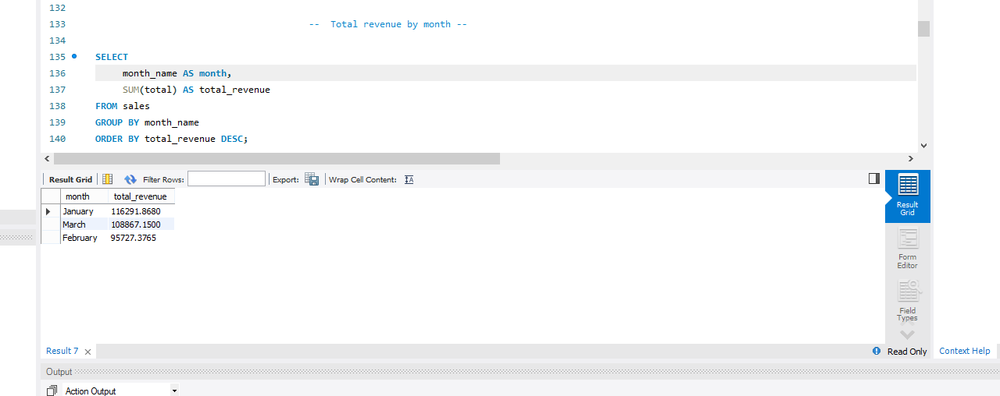 132
133 -- Total revenue by month --
134
135 SELECT
136 month_name AS month,
137 SUM(total) AS total_revenue
138 FROM sales
139 GROUP BY month_name
140 ORDER BY total_revenue DESC;
Result Grid Filter Rows: Export: Wrap Cell Content:
month total_revenue
January 116291.8680
March 108867.1500
February 95727.3765
Result
Grid
Form
Editor
Field
Types
Result 7 Read Only Context Help
Output
Action Output